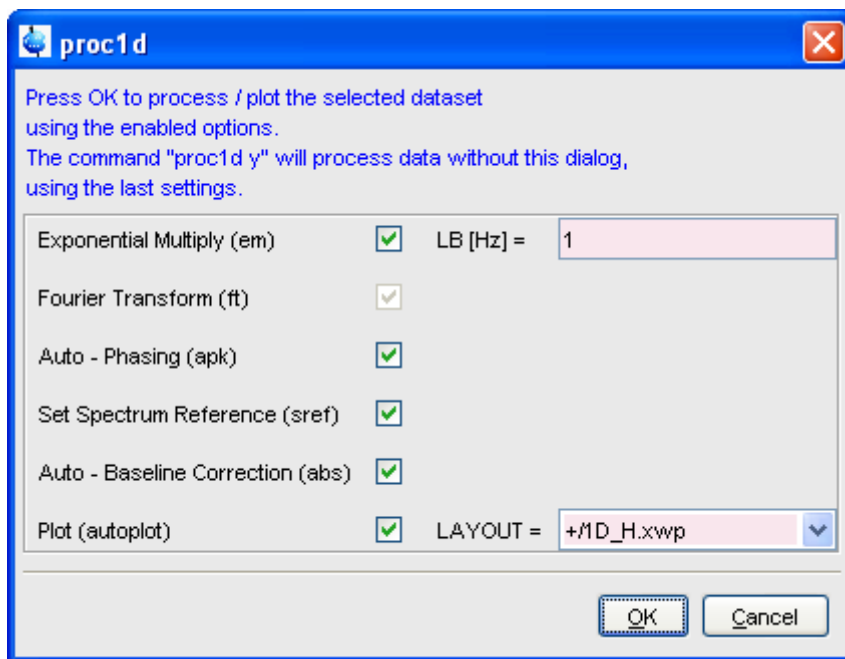 proc1d
Press OK to process / plot the selected dataset
using the enabled options.
The command "proc1d y" will process data without this dialog,
using the last settings.
Exponential Multiply (em) LB [Hz] = 1
Fourier Transform (ft)
Auto - Phasing (apk)
Set Spectrum Reference (sref)
Auto - Baseline Correction (abs)
Plot (autoplot) LAYOUT = +/1D_H.xwp
OK Cancel